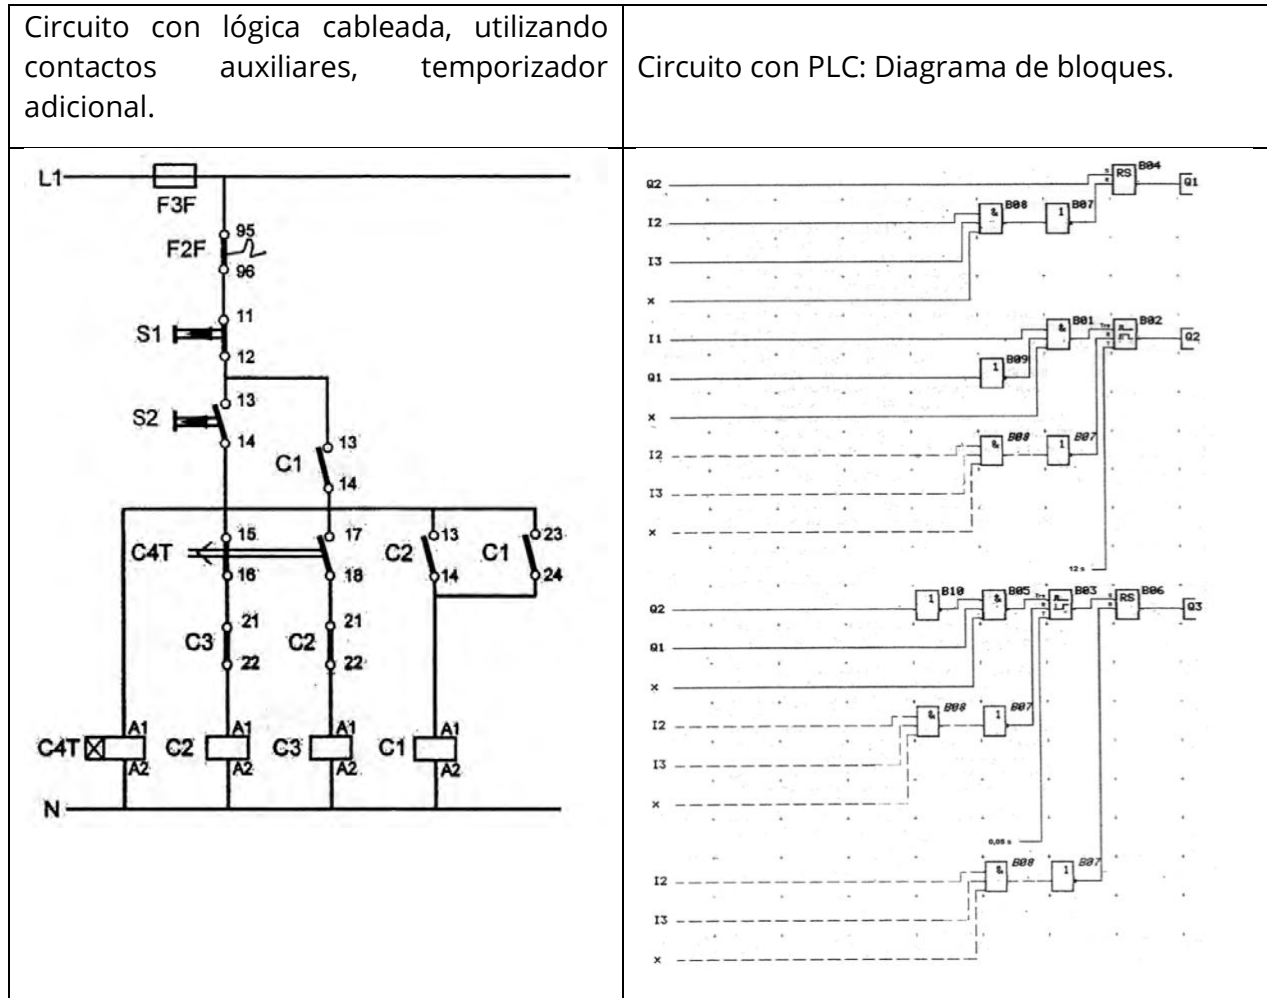 Circuito con lógica cableada, utilizando
contactos auxiliares, temporizador
adicional.
Circuito con PLC: Diagrama de bloques.
L1
F3F
95
F2F
96
11
S1
12
13
S2
14
13
C1
14
15
17
13
23
C4T
C2
C1
16
18
14
24
21
21
C3
C2
22
22
A1
A1
A1
A1
C4T
C2
C3
C1
A2
A2
A2
A2
N
B04
Q2
RS
Q1
B08
B07
I2
&
1
I3
x
B01
B02
I1
&
Trg
Q2
B09
Q1
1
x
B08
B07
I2
&
1
I3
x
12 s
B10
B05
B03
B06
Q2
1
&
Trg
RS
Q3
Q1
x
B08
B07
I2
&
1
I3
x
0,05 s
B08
B07
I2
&
1
I3
x